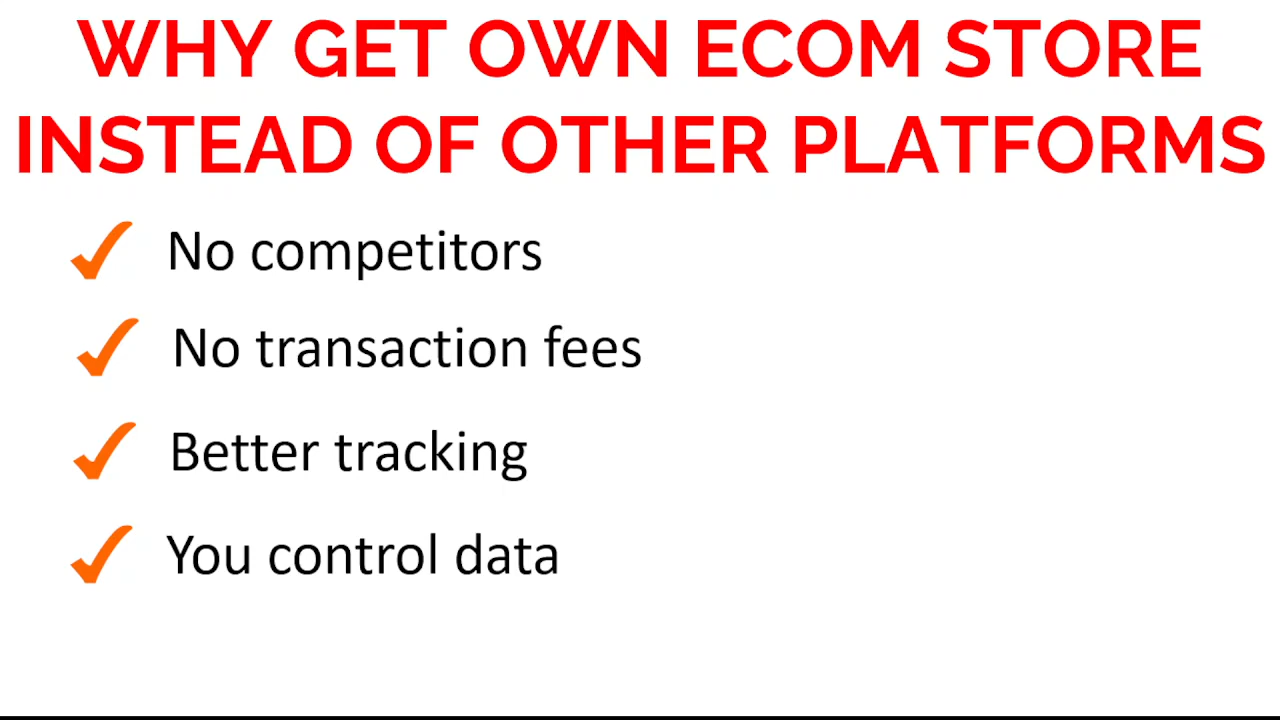 WHY GET OWN ECOM STORE
INSTEAD OF OTHER PLATFORMS
No competitors
No transaction fees
Better tracking
You control data